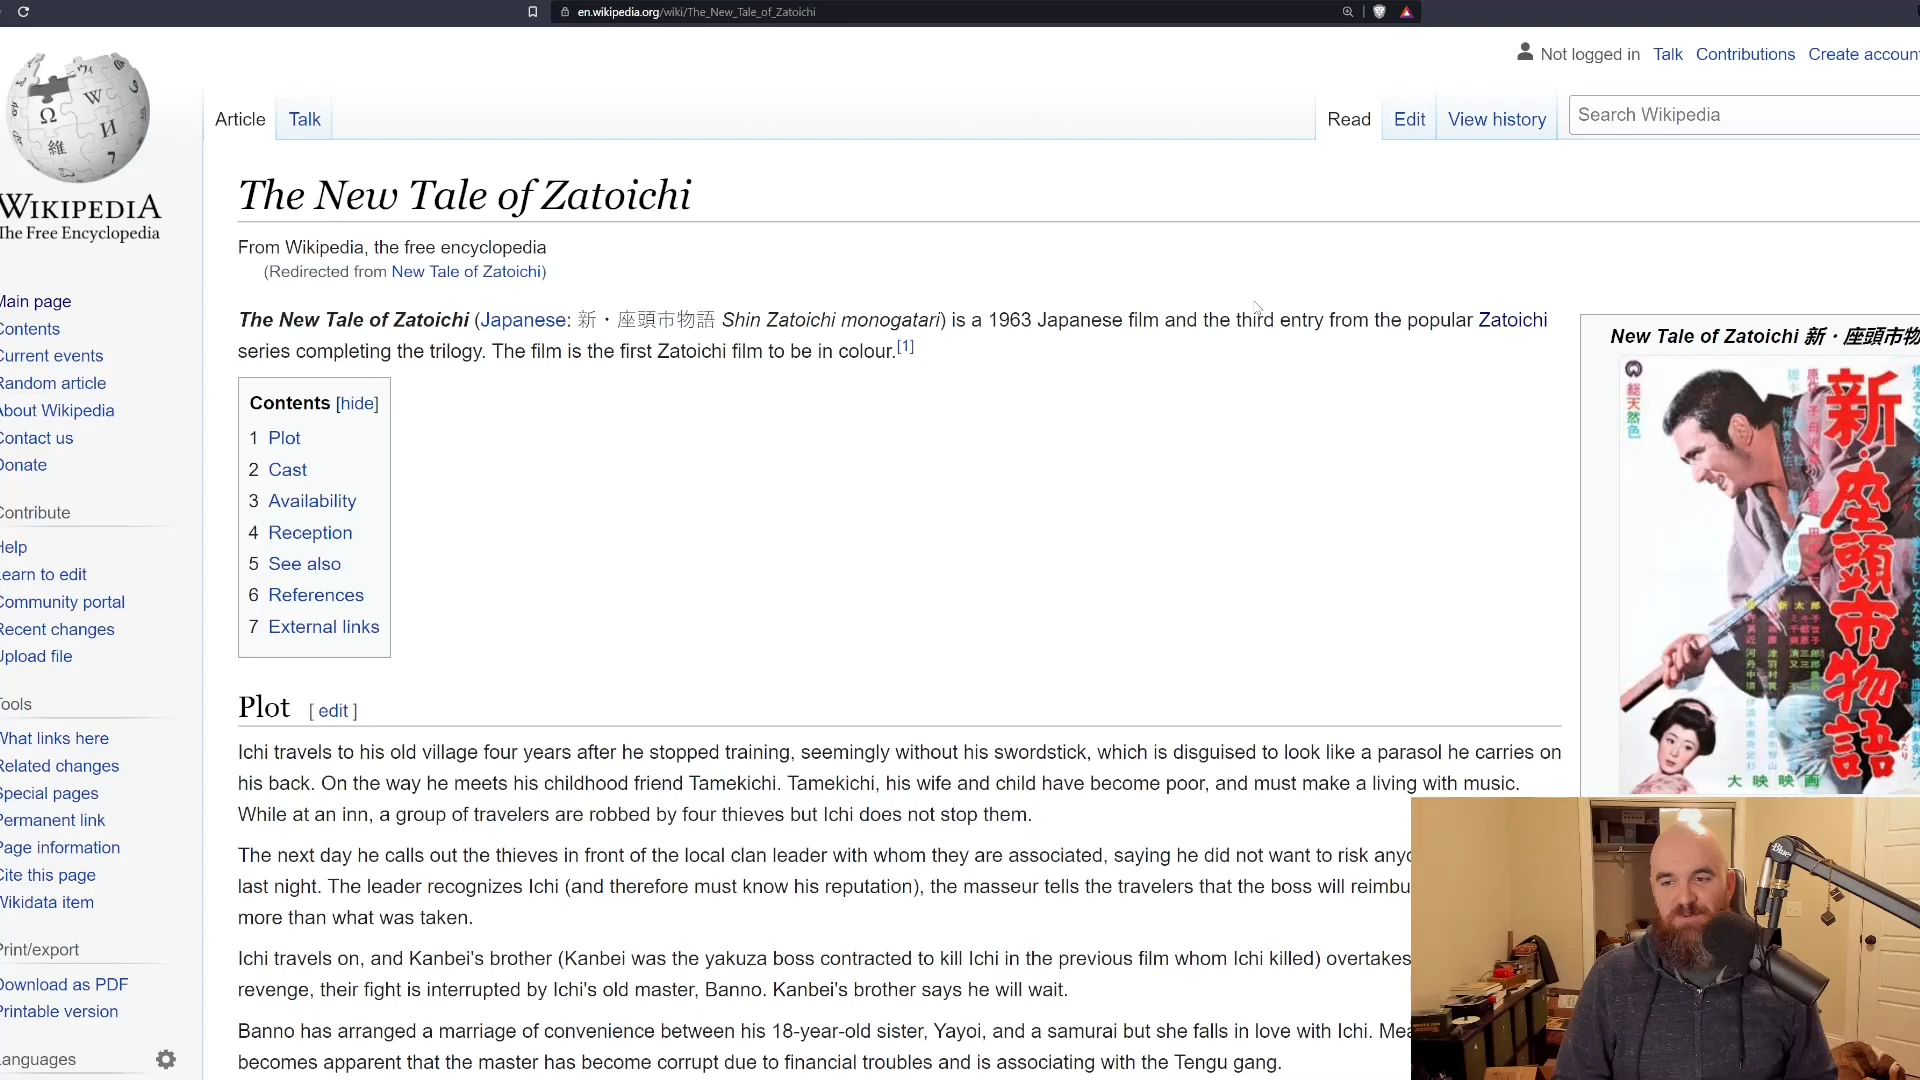 en.wikipedia.org/wiki/The_New_Tale_of_Zatoichi
Not logged in Talk Contributions Create account
Article Talk Read Edit View history Search Wikipedia
WIKIPEDIA
The Free Encyclopedia
Main page
Contents
Current events
Random article
About Wikipedia
Contact us
Donate
Contribute
Help
Learn to edit
Community portal
Recent changes
Upload file
Tools
What links here
Related changes
Special pages
Permanent link
Page information
Cite this page
Wikidata item
Print/export
Download as PDF
Printable version
Languages
The New Tale of Zatoichi
From Wikipedia, the free encyclopedia
(Redirected from New Tale of Zatoichi)
The New Tale of Zatoichi (Japanese: 新・座頭市物語 Shin Zatoichi monogatari) is a 1963 Japanese film and the third entry from the popular Zatoichi
series completing the trilogy. The film is the first Zatoichi film to be in colour.[1]
Contents [hide]
1 Plot
2 Cast
3 Availability
4 Reception
5 See also
6 References
7 External links
Plot [ edit ]
Ichi travels to his old village four years after he stopped training, seemingly without his swordstick, which is disguised to look like a parasol he carries on
his back. On the way he meets his childhood friend Tamekichi. Tamekichi, his wife and child have become poor, and must make a living with music.
While at an inn, a group of travelers are robbed by four thieves but Ichi does not stop them.
The next day he calls out the thieves in front of the local clan leader with whom they are associated, saying he did not want to risk anyo
last night. The leader recognizes Ichi (and therefore must know his reputation), the masseur tells the travelers that the boss will reimbu
more than what was taken.
Ichi travels on, and Kanbei's brother (Kanbei was the yakuza boss contracted to kill Ichi in the previous film whom Ichi killed) overtakes
revenge, their fight is interrupted by Ichi's old master, Banno. Kanbei's brother says he will wait.
Banno has arranged a marriage of convenience between his 18-year-old sister, Yayoi, and a samurai but she falls in love with Ichi. Mea
becomes apparent that the master has become corrupt due to financial troubles and is associating with the Tengu gang.
New Tale of Zatoichi 新・座頭市物
総天然色
新・座頭市物語
大映映画
Blue